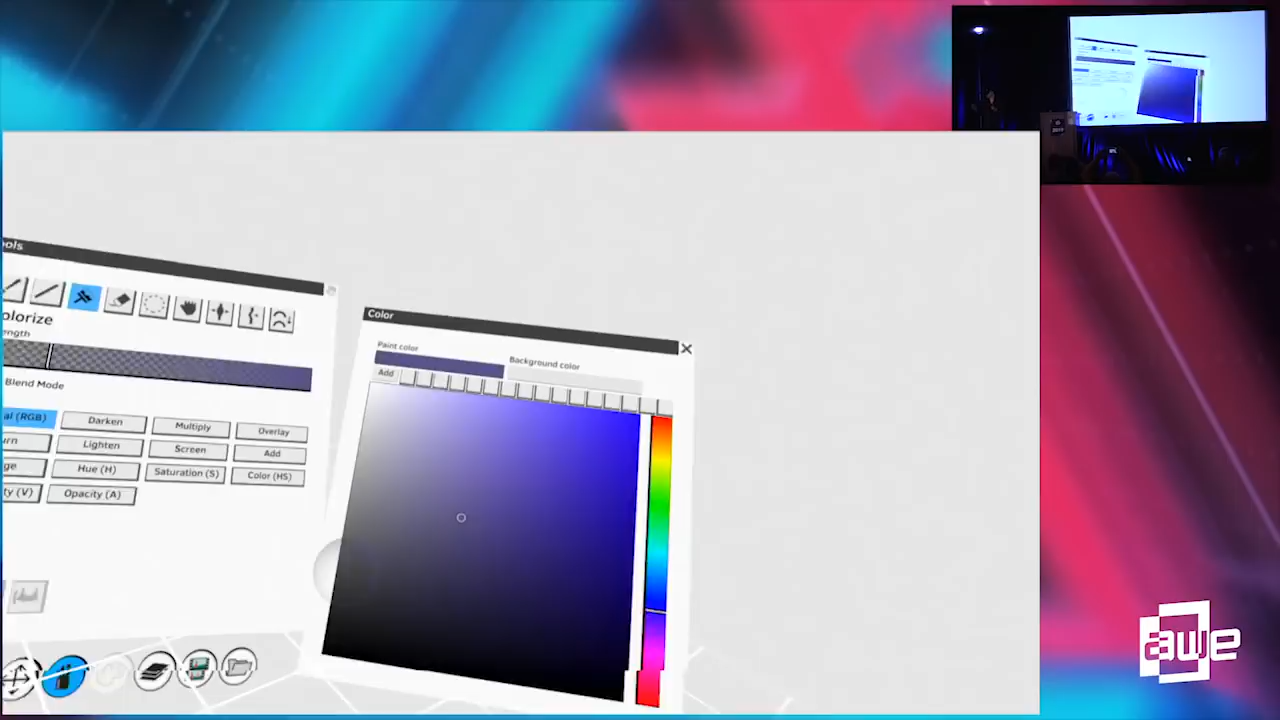 ools
olorize
ength
Blend Mode
al (RGB)
Darken
Multiply
Overlay
urn
Lighten
Screen
Add
ge
Hue (H)
Saturation (S)
Color (HS)
ty (V)
Opacity (A)
Color
Paint color
Background color
Add
awe